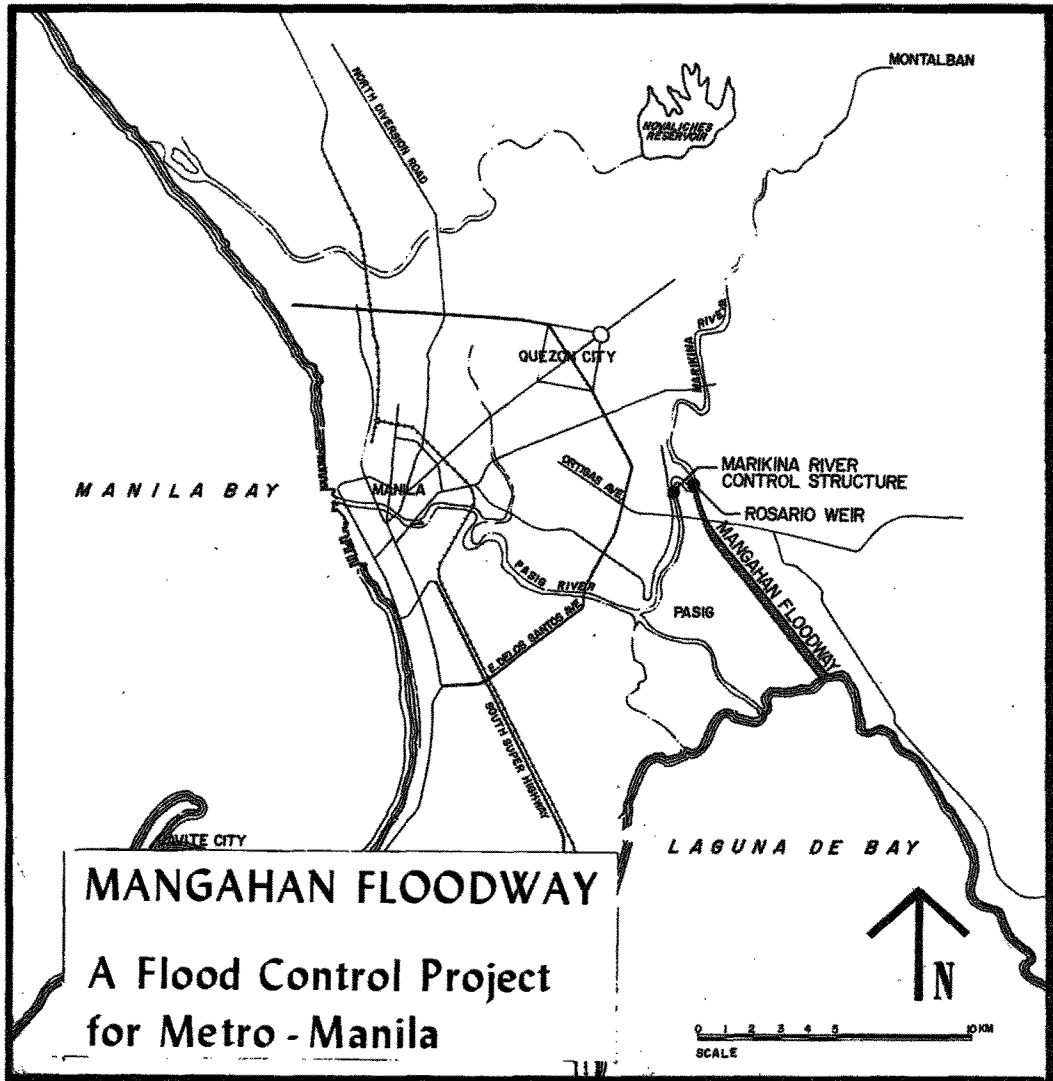 MONTALBAN
NORTH DIVERSION ROAD
NOVALICHES
RESERVOIR
MARIKINA RIVER
QUEZON CITY
ORTIGAS AVE.
MARIKINA RIVER
CONTROL STRUCTURE
MANILA BAY
MANILA
ROSARIO WEIR
MANGAHAN FLOODWAY
PASIG RIVER
PASIG
E. DELOS SANTOS AVE.
SOUTH SUPER HIGHWAY
LAGUNA DE BAY
AVITE CITY
MANGAHAN FLOODWAY
A Flood Control Project
for Metro - Manila
N
0 1 2 3 4 5 10 KM
SCALE